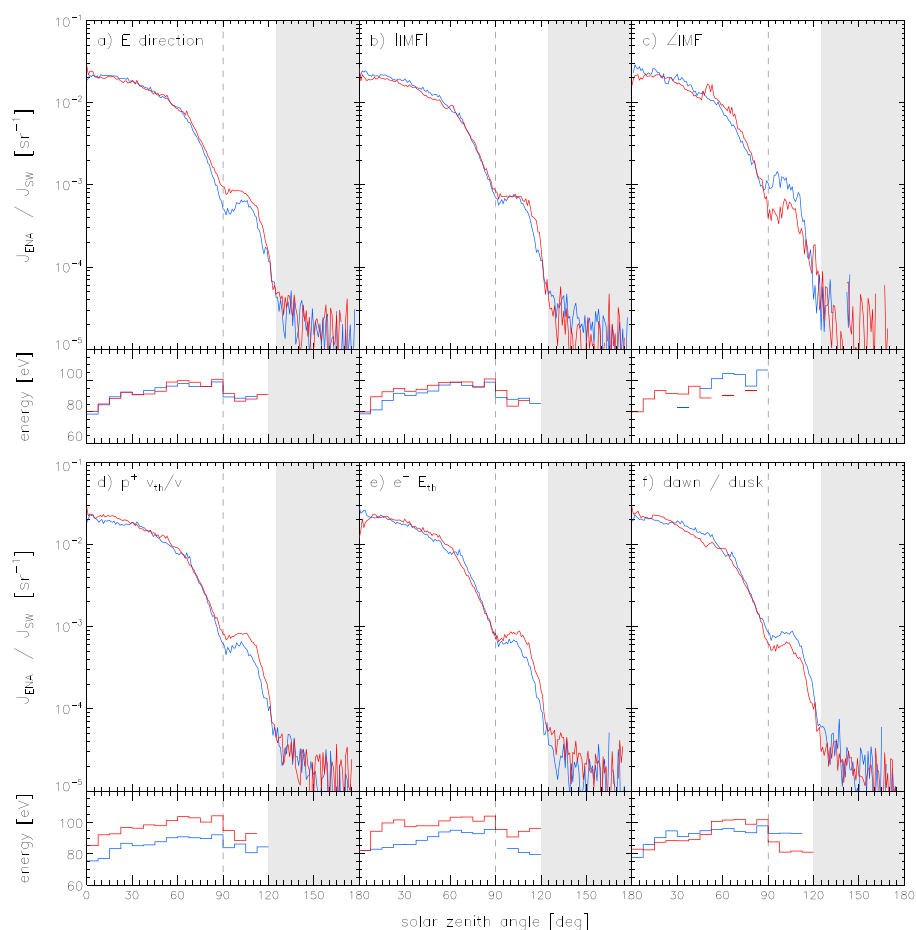 a) E direction
b) |IMF|
c) ∠IMF
10⁻¹
10⁻²
10⁻³
10⁻⁴
10⁻⁵
J_ENA / J_SW [sr⁻¹]
100
80
60
energy [eV]
d) p⁺ v_th/v
e) e⁻ E_th
f) dawn / dusk
10⁻¹
10⁻²
10⁻³
10⁻⁴
10⁻⁵
J_ENA / J_SW [sr⁻¹]
100
80
60
energy [eV]
0 30 60 90 120 150 180 30 60 90 120 150 180 30 60 90 120 150 180
solar zenith angle [deg]